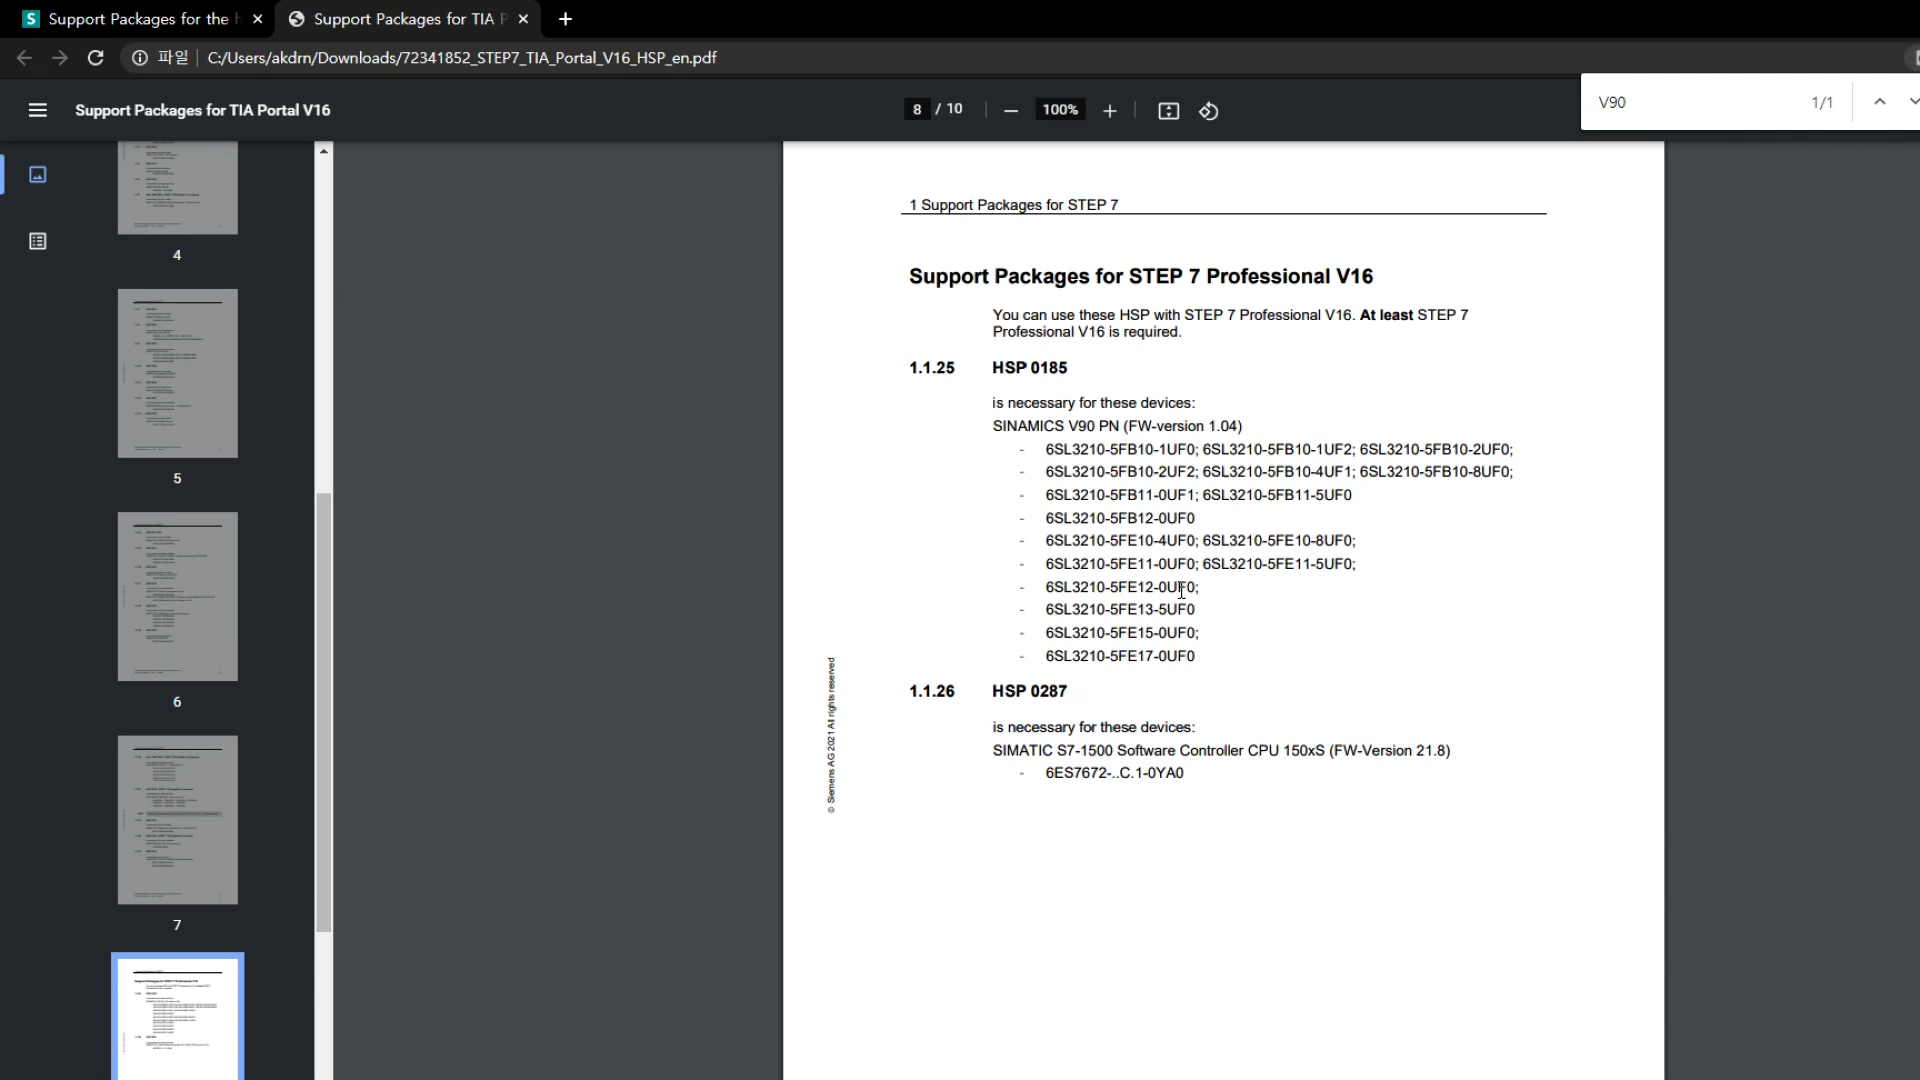 Support Packages for the
Support Packages for TIA P
파일
C:/Users/akdrn/Downloads/72341852_STEP7_TIA_Portal_V16_HSP_en.pdf
Support Packages for TIA Portal V16
8 / 10
100%
V90
1/1
4
5
6
7
1 Support Packages for STEP 7
Support Packages for STEP 7 Professional V16
You can use these HSP with STEP 7 Professional V16. At least STEP 7
Professional V16 is required.
1.1.25 HSP 0185
is necessary for these devices:
SINAMICS V90 PN (FW-version 1.04)
- 6SL3210-5FB10-1UF0; 6SL3210-5FB10-1UF2; 6SL3210-5FB10-2UF0;
- 6SL3210-5FB10-2UF2; 6SL3210-5FB10-4UF1; 6SL3210-5FB10-8UF0;
- 6SL3210-5FB11-0UF1; 6SL3210-5FB11-5UF0
- 6SL3210-5FB12-0UF0
- 6SL3210-5FE10-4UF0; 6SL3210-5FE10-8UF0;
- 6SL3210-5FE11-0UF0; 6SL3210-5FE11-5UF0;
- 6SL3210-5FE12-0UF0;
- 6SL3210-5FE13-5UF0
- 6SL3210-5FE15-0UF0;
- 6SL3210-5FE17-0UF0
1.1.26 HSP 0287
is necessary for these devices:
SIMATIC S7-1500 Software Controller CPU 150xS (FW-Version 21.8)
- 6ES7672-..C.1-0YA0
© Siemens AG 2021 All rights reserved